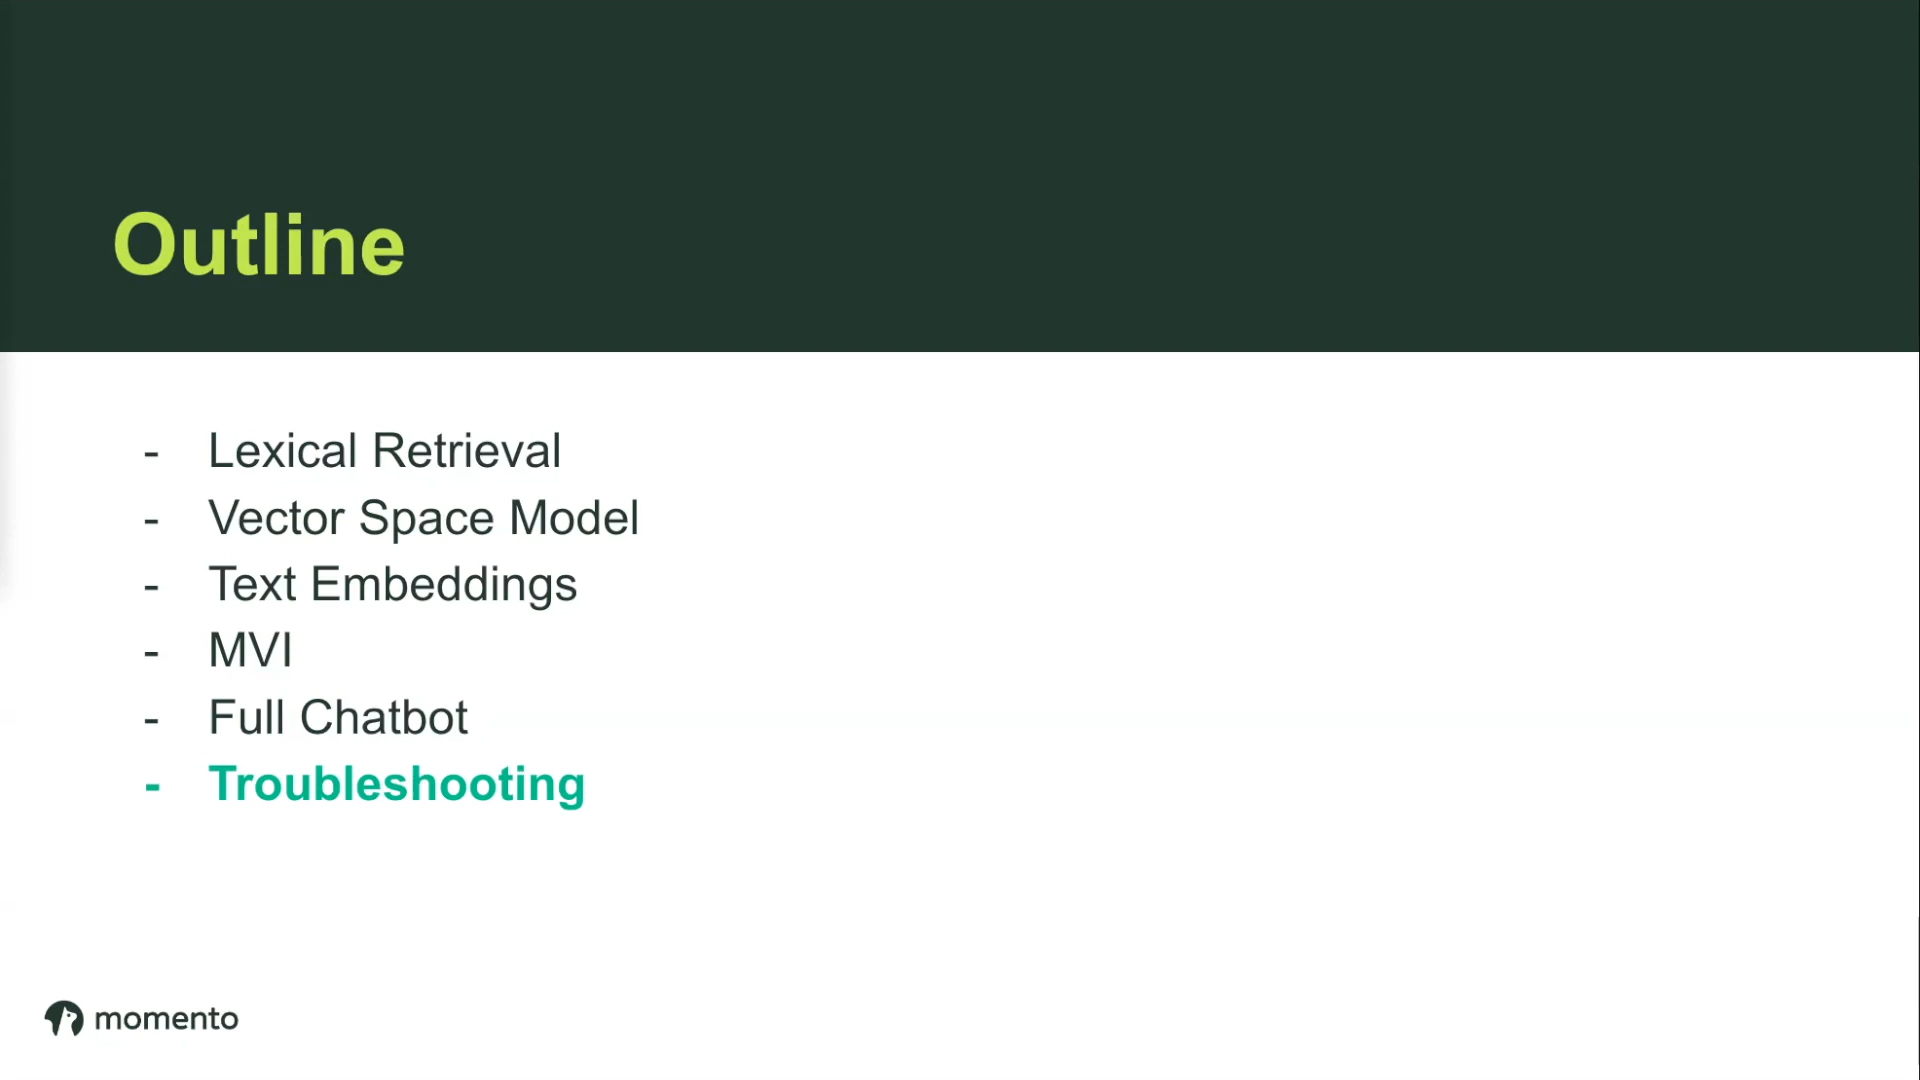 Outline
- Lexical Retrieval
- Vector Space Model
- Text Embeddings
- MVI
- Full Chatbot
- Troubleshooting
momento